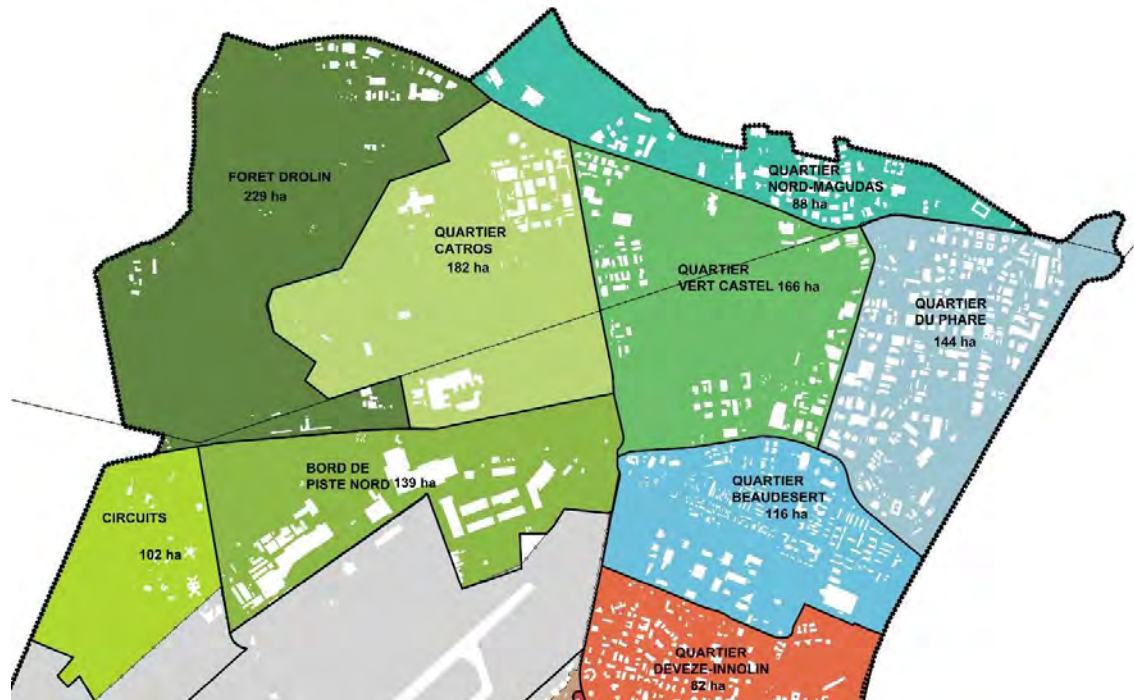 FORET DROLIN
229 ha
QUARTIER
CATROS
182 ha
QUARTIER
NORD-MAGUDAS
88 ha
QUARTIER
VERT CASTEL 166 ha
QUARTIER
DU PHARE
144 ha
BORD DE
PISTE NORD 139 ha
CIRCUITS
102 ha
QUARTIER
BEAUDESERT
116 ha
QUARTIER
DEVEZE-INNOLIN
62 ha